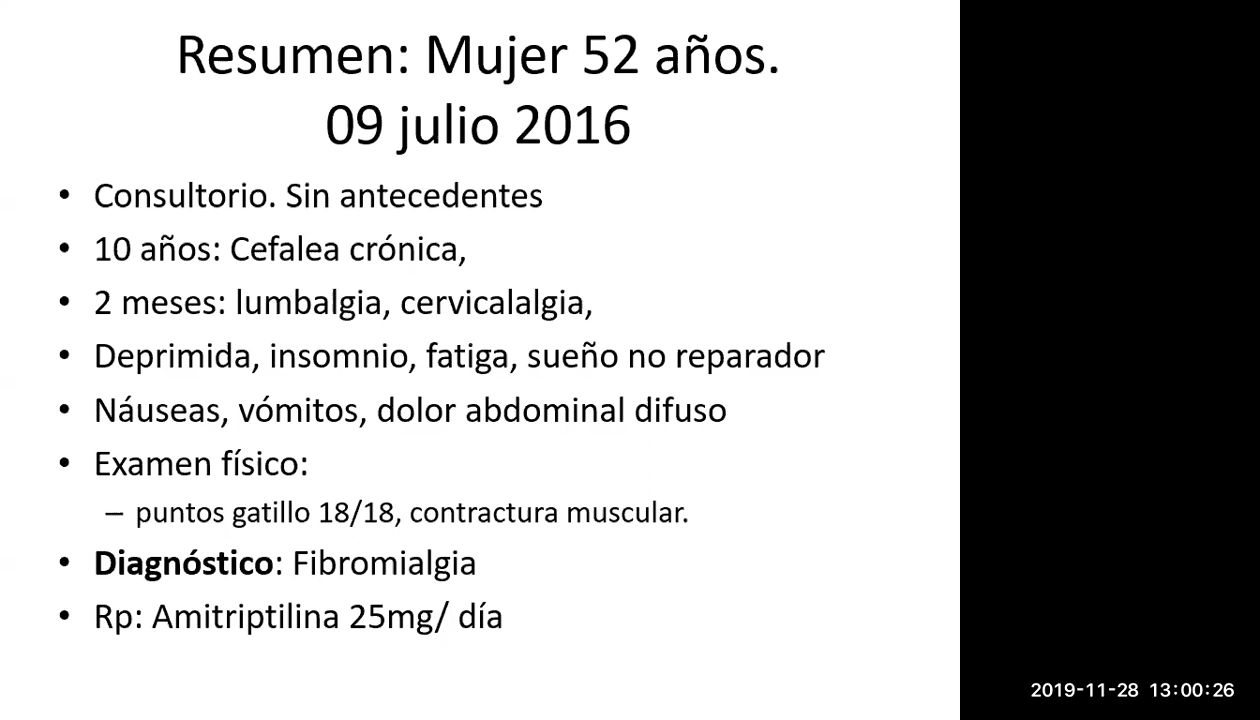 Resumen: Mujer 52 años.
09 julio 2016
• Consultorio. Sin antecedentes
• 10 años: Cefalea crónica,
• 2 meses: lumbalgia, cervicalalgia,
• Deprimida, insomnio, fatiga, sueño no reparador
• Náuseas, vómitos, dolor abdominal difuso
• Examen físico:
– puntos gatillo 18/18, contractura muscular.
• Diagnóstico: Fibromialgia
• Rp: Amitriptilina 25mg/ día
2019-11-28 13:00:26